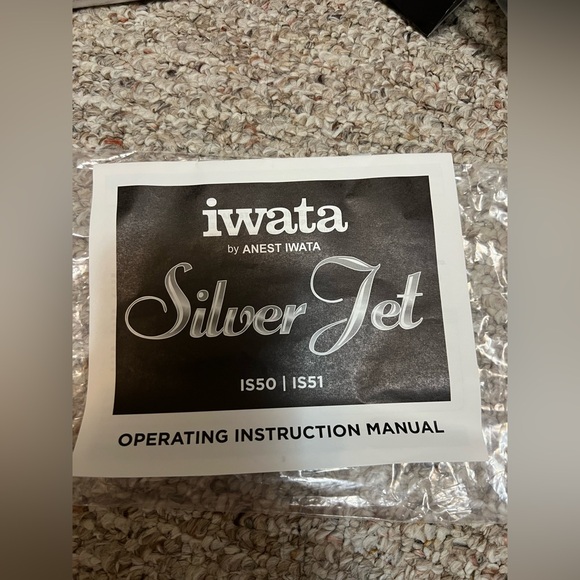 iwata
by ANEST IWATA
Silver Jet
IS50 | IS51
OPERATING INSTRUCTION MANUAL